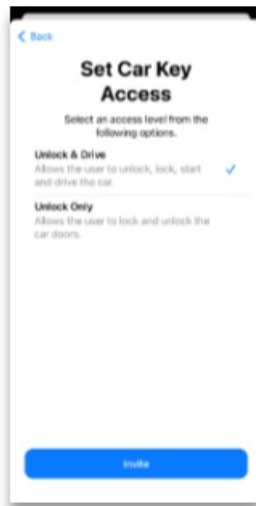 Back
Set Car Key
Access
Select an access level from the
following options.
Unlock & Drive
Allows the user to unlock, lock, start
and drive the car.
Unlock Only
Allows the user to lock and unlock the
car doors.
Invite